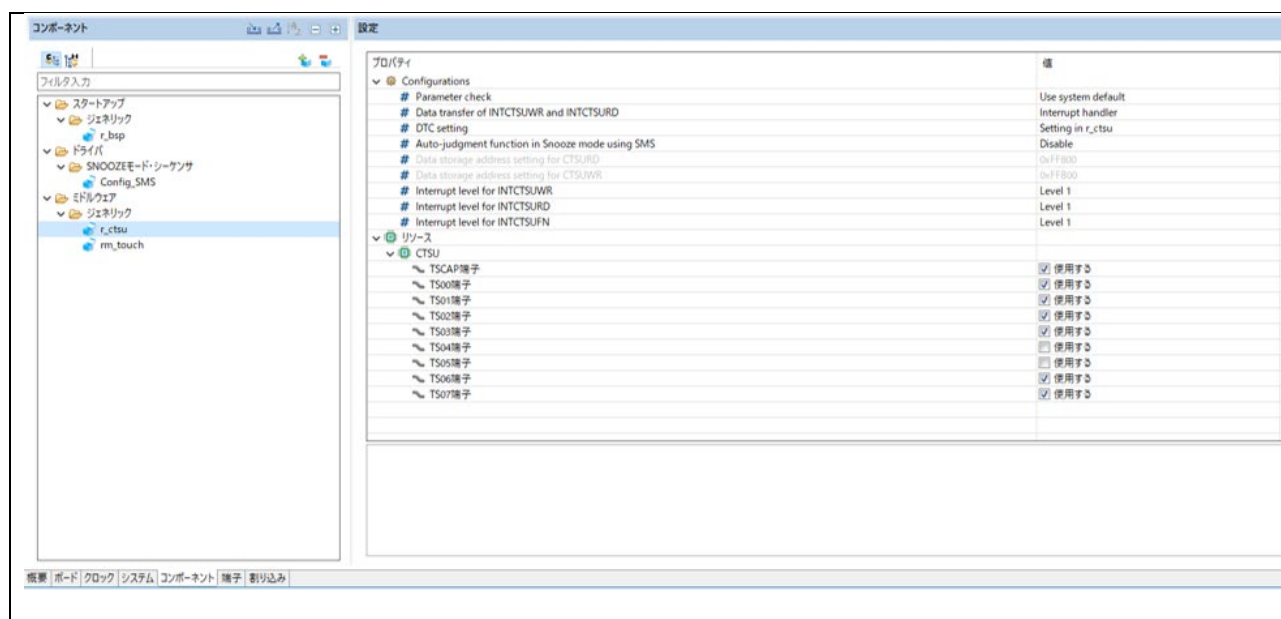 コンポーネント
設定
フィルタ入力
スタートアップ
ジェネリック
r_bsp
ドライバ
SNOOZEモード・シーケンサ
Config_SMS
ミドルウェア
ジェネリック
r_ctsu
rm_touch
プロパティ 値
Configurations
# Parameter check Use system default
# Data transfer of INTCTSUWR and INTCTSURD Interrupt handler
# DTC setting Setting in r_ctsu
# Auto-judgment function in Snooze mode using SMS Disable
# Data storage address setting for CTSURD 0xFF800
# Data storage address setting for CTSUWR 0xFFB00
# Interrupt level for INTCTSUWR Level 1
# Interrupt level for INTCTSURD Level 1
# Interrupt level for INTCTSUFN Level 1
リソース
CTSU
TSCAP端子 使用する
TS00端子 使用する
TS01端子 使用する
TS02端子 使用する
TS03端子 使用する
TS04端子 使用する
TS05端子 使用する
TS06端子 使用する
TS07端子 使用する
概要 ボード クロック システム コンポーネント 端子 割り込み